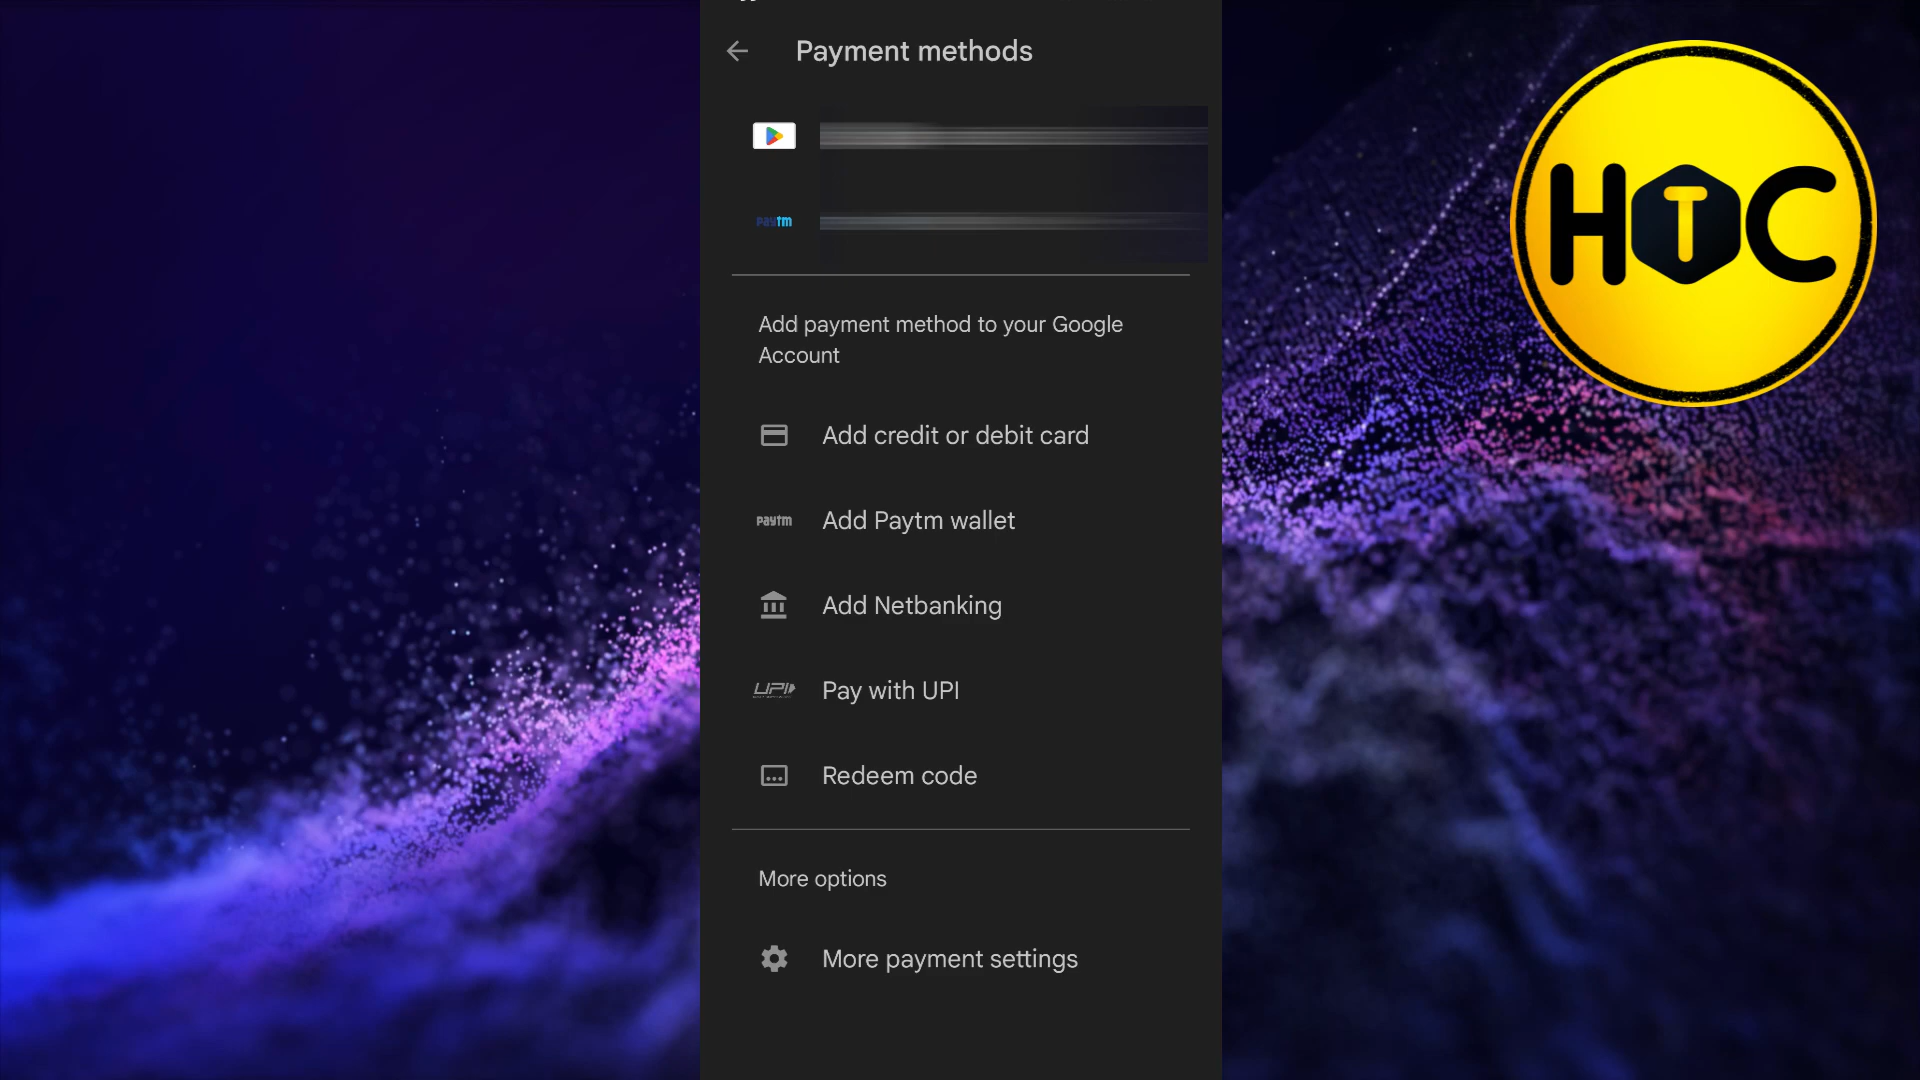 Payment methods
paytm
Add payment method to your Google
Account
Add credit or debit card
paytm
Add Paytm wallet
Add Netbanking
UPI
Pay with UPI
Redeem code
More options
More payment settings
HTC